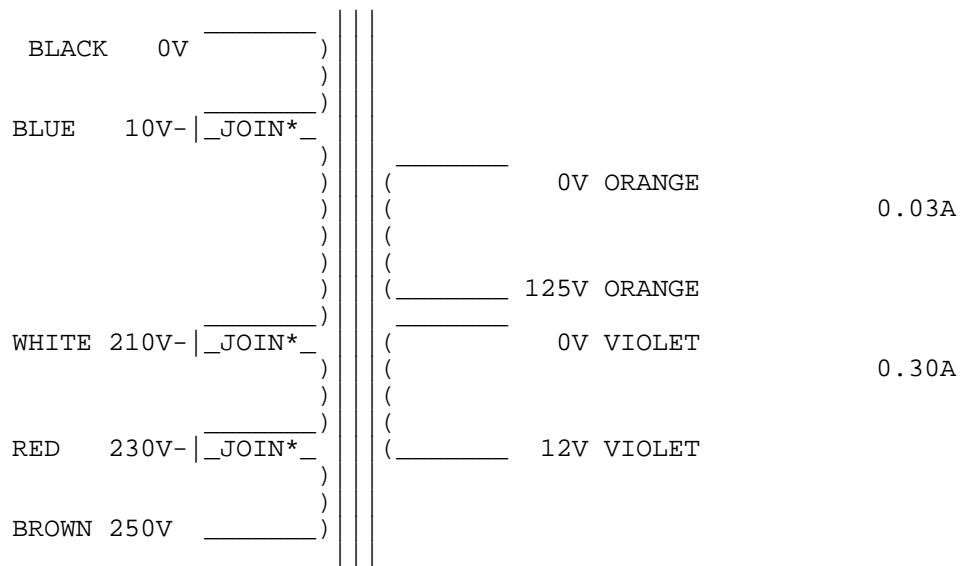 BLACK 0V
BLUE 10V-|_JOIN*_
0V ORANGE
0.03A
125V ORANGE
WHITE 210V-|_JOIN*_
0V VIOLET
0.30A
RED 230V-|_JOIN*_
12V VIOLET
BROWN 250V